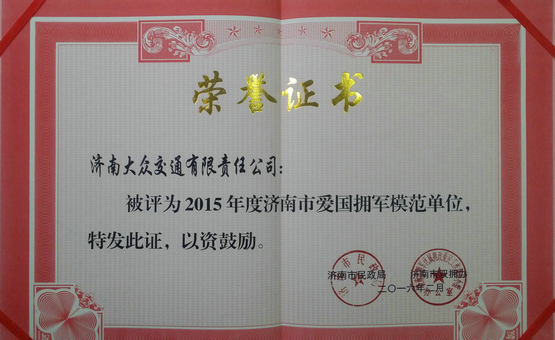 荣誉证书
济南大众交通有限责任公司：
被评为2015年度济南市爱国拥军模范单位，
特发此证，以资鼓励。
济南市民政局 济南市双拥办
二〇一六年二月